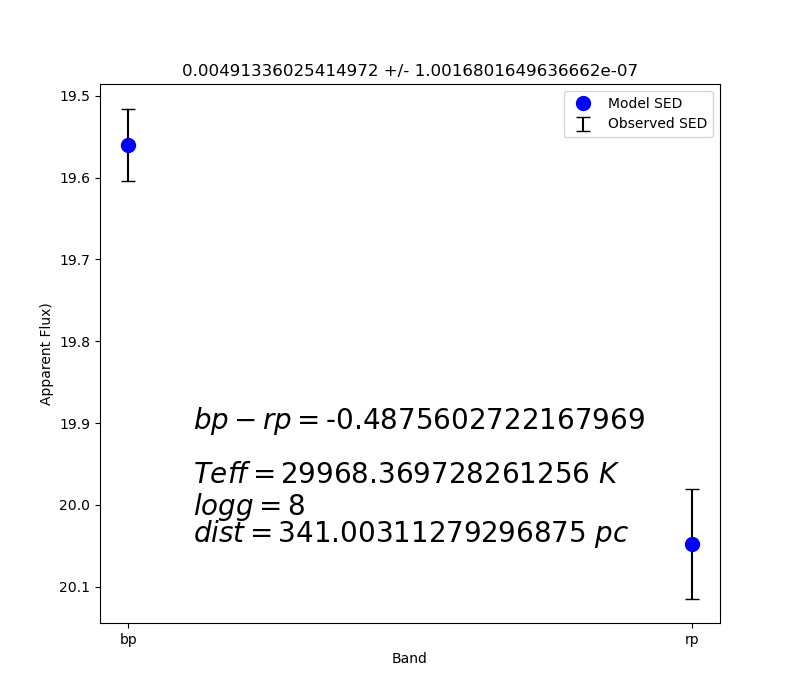 0.00491336025414972 +/- 1.0016801649636662e-07
Model SED
Observed SED
19.5
19.6
19.7
19.8
19.9
20.0
20.1
Apparent Flux)
bp − rp = -0.4875602722167969
Teff = 29968.369728261256 K
logg = 8
dist = 341.00311279296875 pc
bp
rp
Band